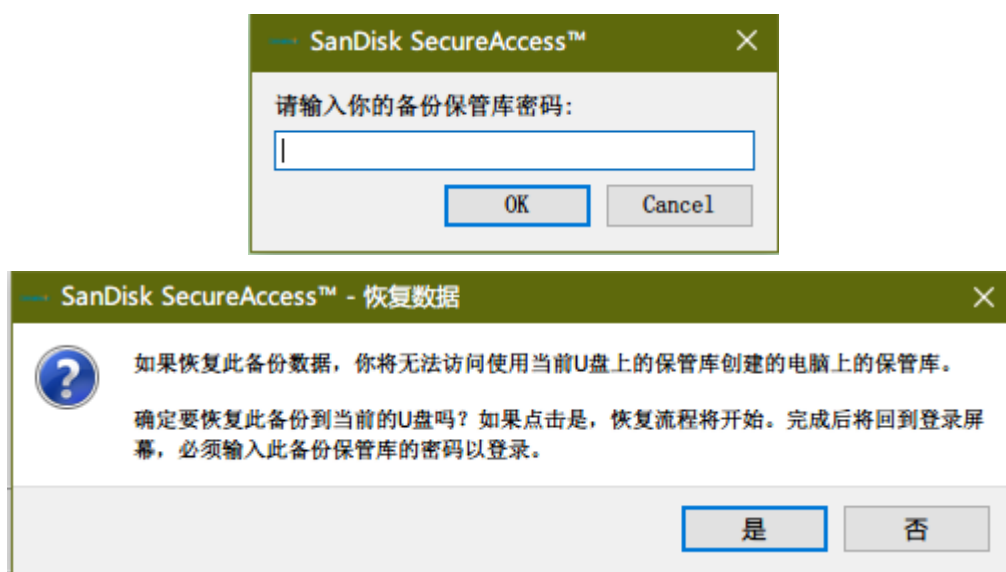 SanDisk SecureAccess™
请输入你的备份保管库密码:
OK
Cancel
SanDisk SecureAccess™ - 恢复数据
如果恢复此备份数据，你将无法访问使用当前U盘上的保管库创建的电脑上的保管库。
确定要恢复此备份到当前的U盘吗？如果点击是，恢复流程将开始。完成后将回到登录屏
幕，必须输入此备份保管库的密码以登录。
是
否